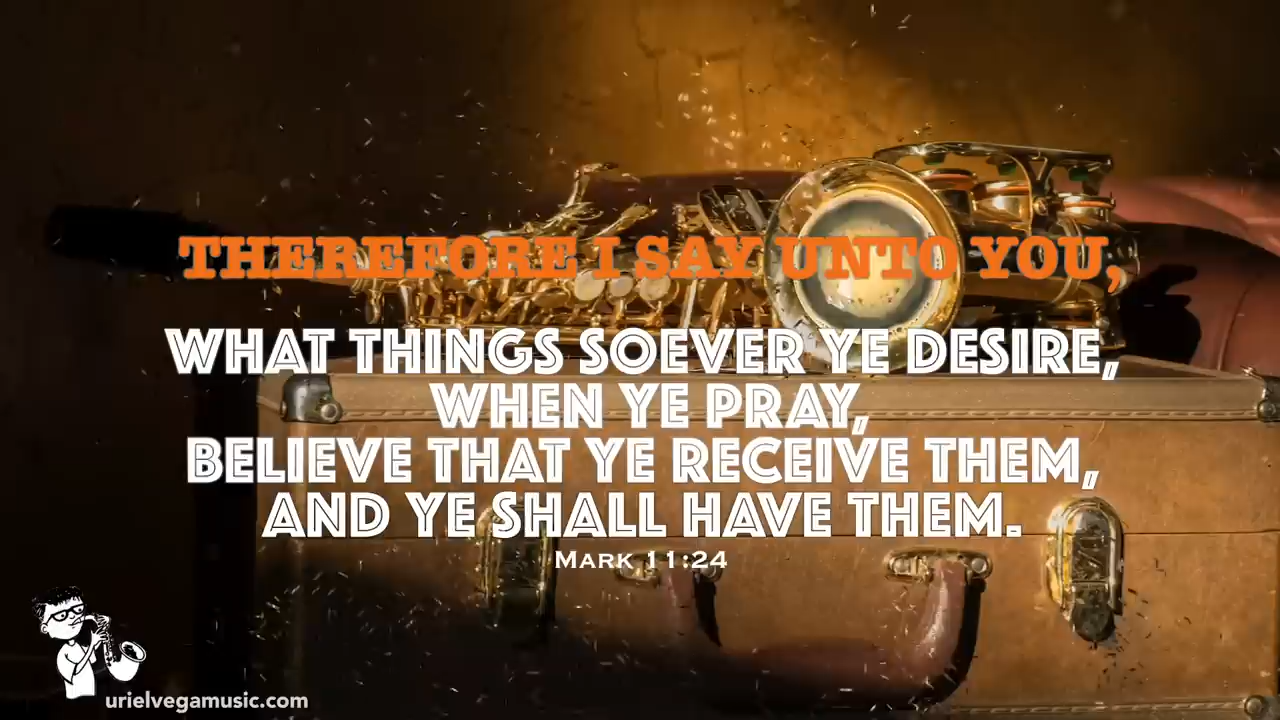 THEREFORE I SAY UNTO YOU,
WHAT THINGS SOEVER YE DESIRE,
WHEN YE PRAY,
BELIEVE THAT YE RECEIVE THEM,
AND YE SHALL HAVE THEM.
MARK 11:24
urielvegamusic.com